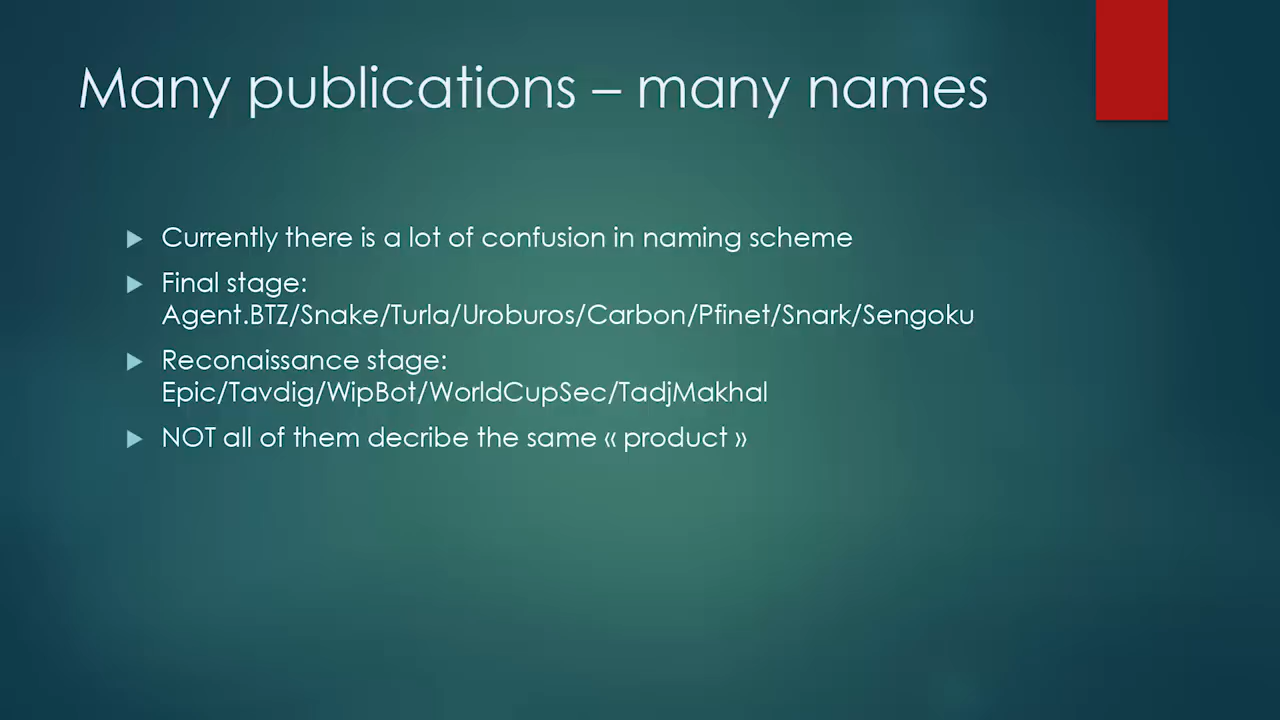 Many publications – many names
Currently there is a lot of confusion in naming scheme
Final stage:
Agent.BTZ/Snake/Turla/Uroburos/Carbon/Pfinet/Snark/Sengoku
Reconaissance stage:
Epic/Tavdig/WipBot/WorldCupSec/TadjMakhal
NOT all of them decribe the same « product »